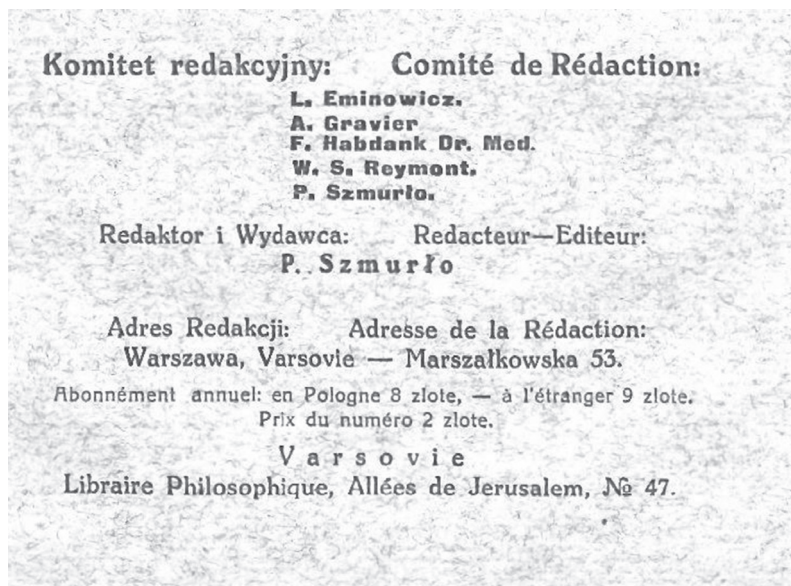 Komitet redakcyjny: Comité de Rédaction:
L. Eminowicz.
A. Gravier
F. Habdank Dr. Med.
W. S. Reymont.
P. Szmurło.
Redaktor i Wydawca: Redacteur—Editeur:
P. Szmurło
Adres Redakcji: Adresse de la Rédaction:
Warszawa, Varsovie — Marszałkowska 53.
Abonnément annuel: en Pologne 8 zlote, — à l'étranger 9 zlote.
Prix du numéro 2 zlote.
Varsovie
Libraire Philosophique, Allées de Jerusalem, № 47.